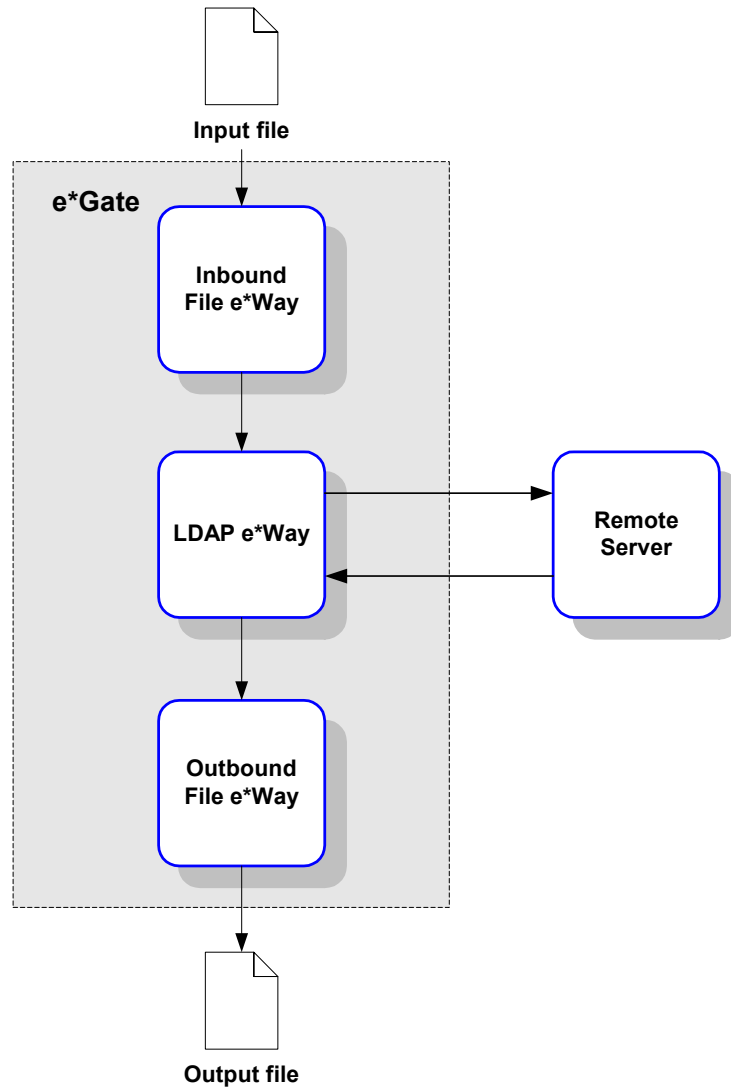 Input file
e*Gate
Inbound
File e*Way
LDAP e*Way
Remote
Server
Outbound
File e*Way
Output file